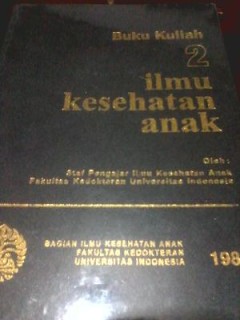 Buku Kuliah
2
ilmu
kesehatan
anak
Oleh :
Staf Pengajar Ilmu Kesehatan Anak
Fakultas Kedokteran Universitas Indonesia
BAGIAN ILMU KESEHATAN ANAK
FAKULTAS KEDOKTERAN
UNIVERSITAS INDONESIA
198